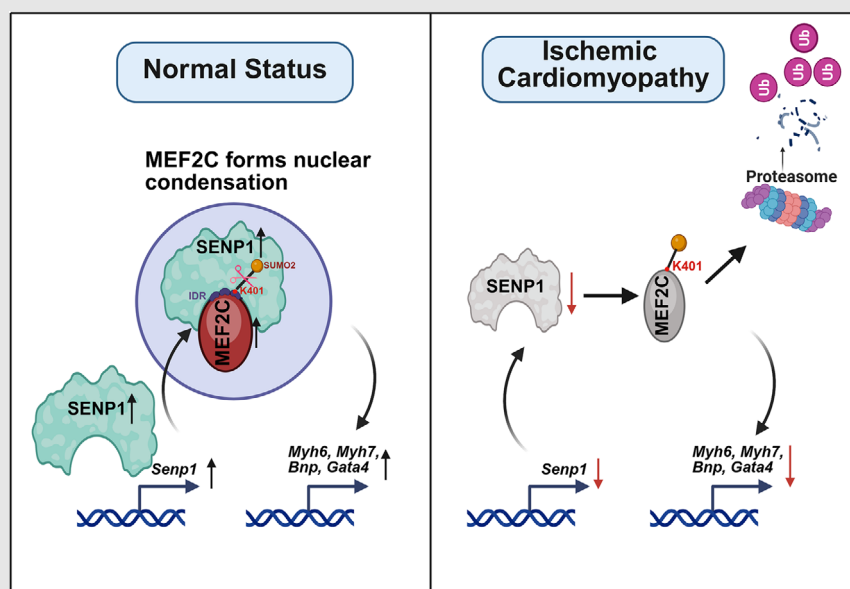 Normal Status
MEF2C forms nuclear
condensation
SENP1
SUMO2
K401
IDR
MEF2C
SENP1
Senp1
Myh6, Myh7,
Bnp, Gata4
Ischemic
Cardiomyopathy
Ub
Ub
Ub
Ub
Proteasome
K401
SENP1
MEF2C
Senp1
Myh6, Myh7,
Bnp, Gata4